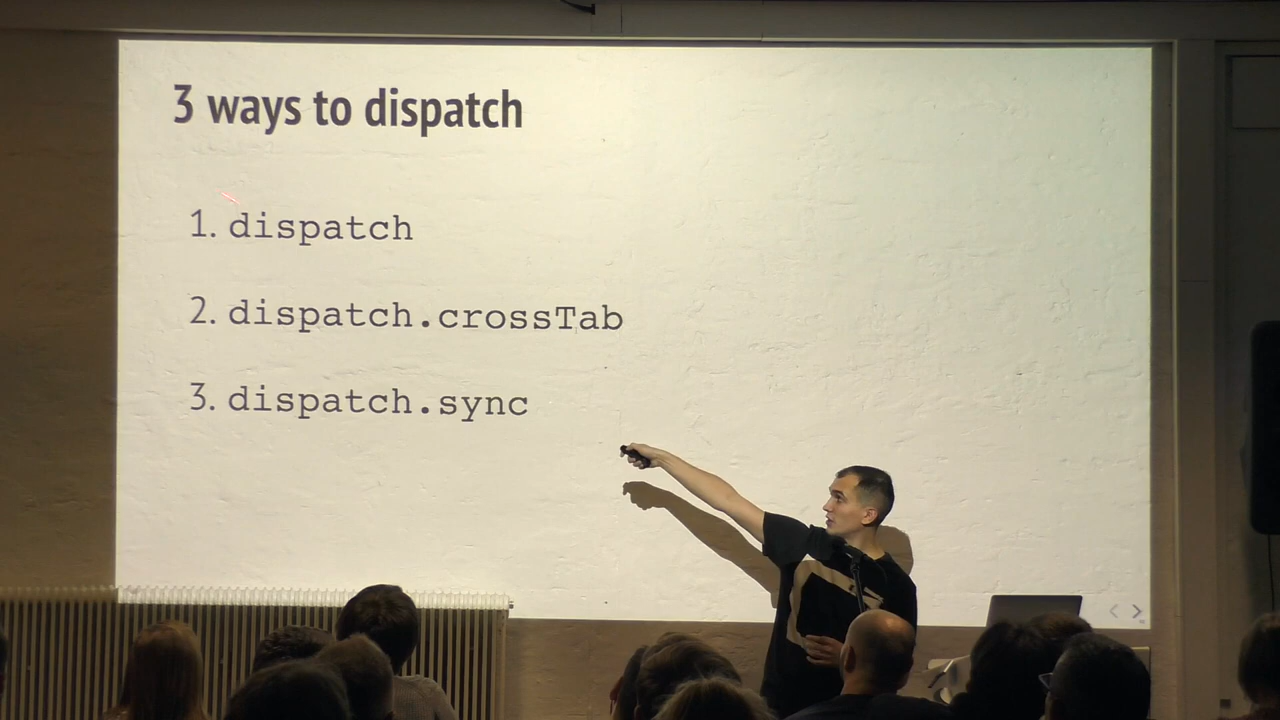 3 ways to dispatch
1. dispatch
2. dispatch.crossTab
3. dispatch.sync